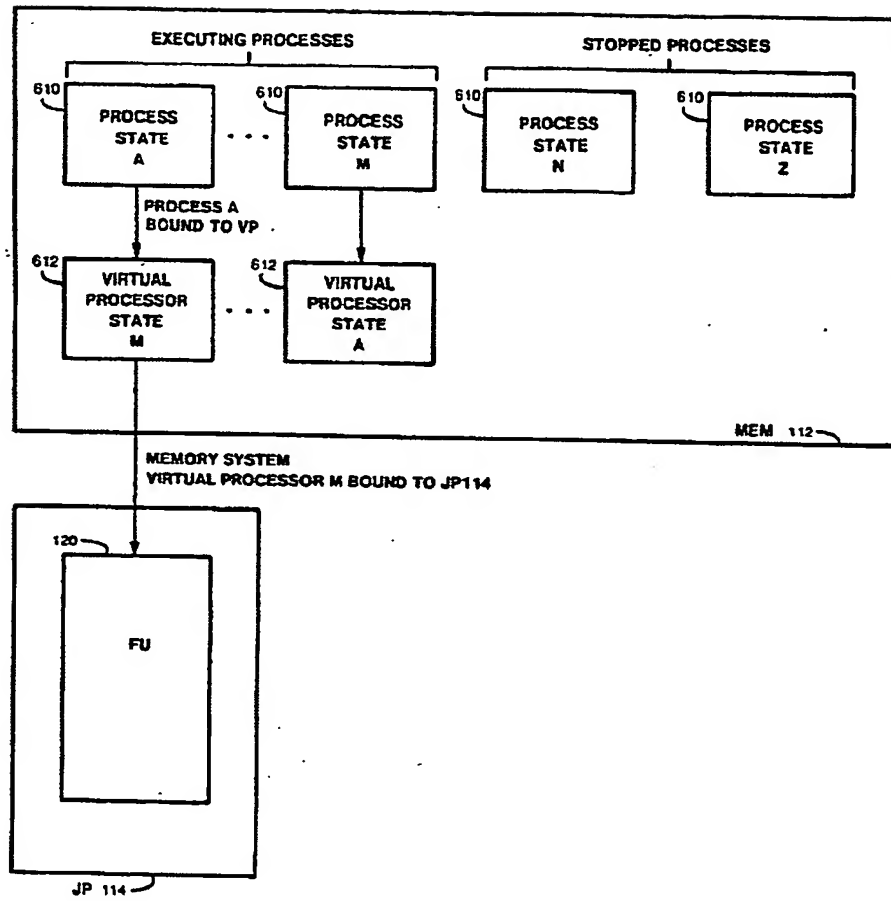 EXECUTING PROCESSES
STOPPED PROCESSES
610
PROCESS
STATE
A
610
PROCESS
STATE
M
610
PROCESS
STATE
N
610
PROCESS
STATE
Z
PROCESS A
BOUND TO VP
612
VIRTUAL
PROCESSOR
STATE
M
612
VIRTUAL
PROCESSOR
STATE
A
MEM 112
MEMORY SYSTEM
VIRTUAL PROCESSOR M BOUND TO JP114
120
FU
JP 114